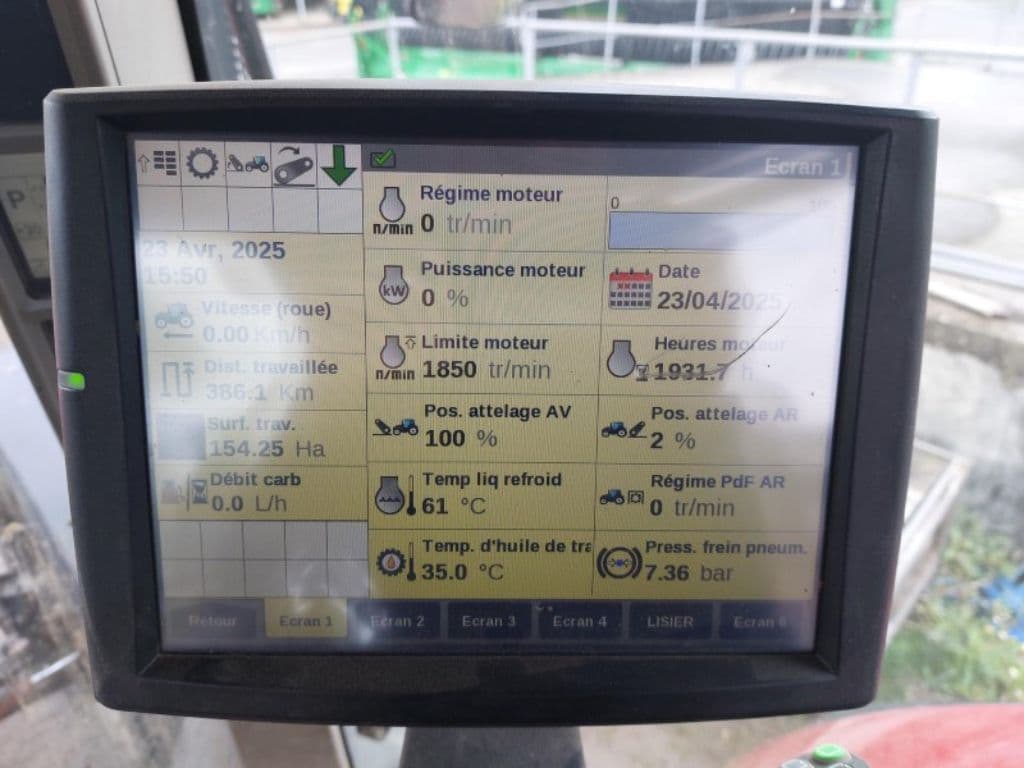 Ecran 1
23 Avr, 2025
15:50
Vitesse (roue)
0.00 Km/h
Dist. travaillée
386.1 Km
Surf. trav.
154.25 Ha
Débit carb
0.0 L/h
Régime moteur
n/min 0 tr/min
0
Puissance moteur
kW 0 %
Date
23/04/2025
Limite moteur
n/min 1850 tr/min
Heures moteur
1931.7 h
Pos. attelage AV
100 %
Pos. attelage AR
2 %
Temp liq refroid
61 °C
Régime PdF AR
0 tr/min
Temp. d'huile de tra
35.0 °C
Press. frein pneum.
7.36 bar
Retour Ecran 1 Ecran 2 Ecran 3 Ecran 4 LISIER Ecran 6
P